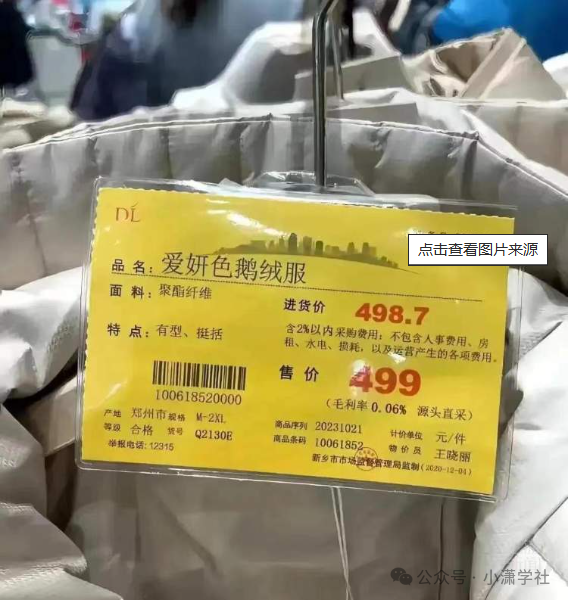 DL
点击查看图片来源
品名：爱妍色鹅绒服
面料：聚酯纤维
进货价 498.7
含2%以内采购费用；不包含人事费用、房
租、水电、损耗，以及运营产生的各项费用。
特点：有型、挺括
售价 499
(毛利率0.06% 源头直采)
100618520000
产地 郑州市 规格 M-2XL 商品序列 20231021 计价单位 元/件
等级 合格 货号 Q2130E 商品条码 10061852 物价员 王晓丽
举报电话：12315
新乡市市场监督管理局监制(2020-12-04)
公众号·小潇学社